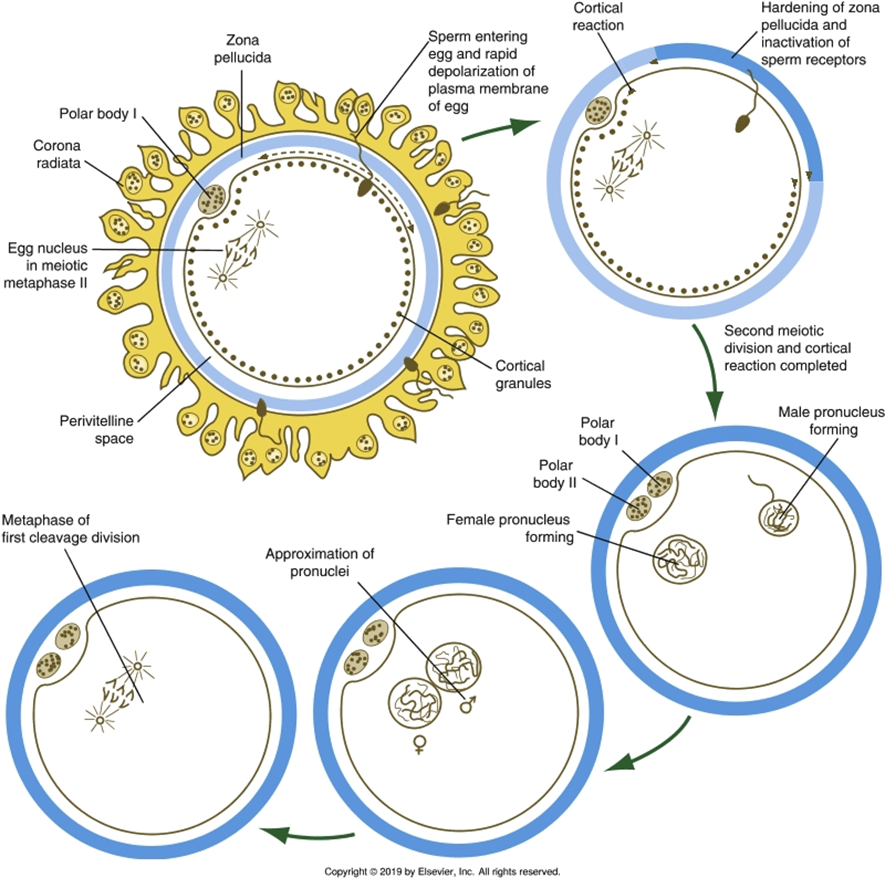 Zona
pellucida
Sperm entering
egg and rapid
depolarization of
plasma membrane
of egg
Polar body I
Corona
radiata
Egg nucleus
in meiotic
metaphase II
Perivitelline
space
Cortical
granules
Cortical
reaction
Hardening of zona
pellucida and
inactivation of
sperm receptors
Second meiotic
division and cortical
reaction completed
Polar
body I
Polar
body II
Male pronucleus
forming
Female pronucleus
forming
Approximation of
pronuclei
♀
♂
Metaphase of
first cleavage division
Copyright © 2019 by Elsevier, Inc. All rights reserved.